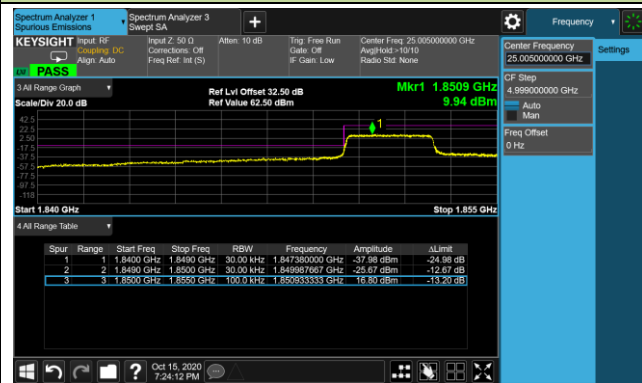 Spectrum Analyzer 1
Spurious Emissions
Spectrum Analyzer 3
Swept SA
Frequency
KEYSIGHT
Input: RF
Coupling: DC
Align: Auto
Input Z: 50 Ω
Corrections: Off
Freq Ref: Int (S)
Atten: 10 dB
Trig: Free Run
Gate: Off
IF Gain: Low
Center Freq: 25.005000000 GHz
Avg|Hold:>10/10
Radio Std: None
PASS
Center Frequency
25.005000000 GHz
Settings
CF Step
4.999000000 GHz
Auto
Man
Freq Offset
0 Hz
3 All Range Graph
Scale/Div 20.0 dB
Ref Lvl Offset 32.50 dB
Ref Value 62.50 dBm
Mkr1 1.8509 GHz
9.94 dBm
1
42.5
22.5
2.50
-17.5
-37.5
-57.5
-77.5
-97.5
-118
Start 1.840 GHz
Stop 1.855 GHz
4 All Range Table
Spur Range Start Freq Stop Freq RBW Frequency Amplitude ΔLimit
1 1 1.8400 GHz 1.8490 GHz 30.00 kHz 1.847380000 GHz -37.98 dBm -24.98 dB
2 2 1.8490 GHz 1.8500 GHz 30.00 kHz 1.849987667 GHz -25.67 dBm -12.67 dB
3 3 1.8500 GHz 1.8550 GHz 100.0 kHz 1.850933333 GHz 16.80 dBm -13.20 dB
Oct 15, 2020
7:24:12 PM